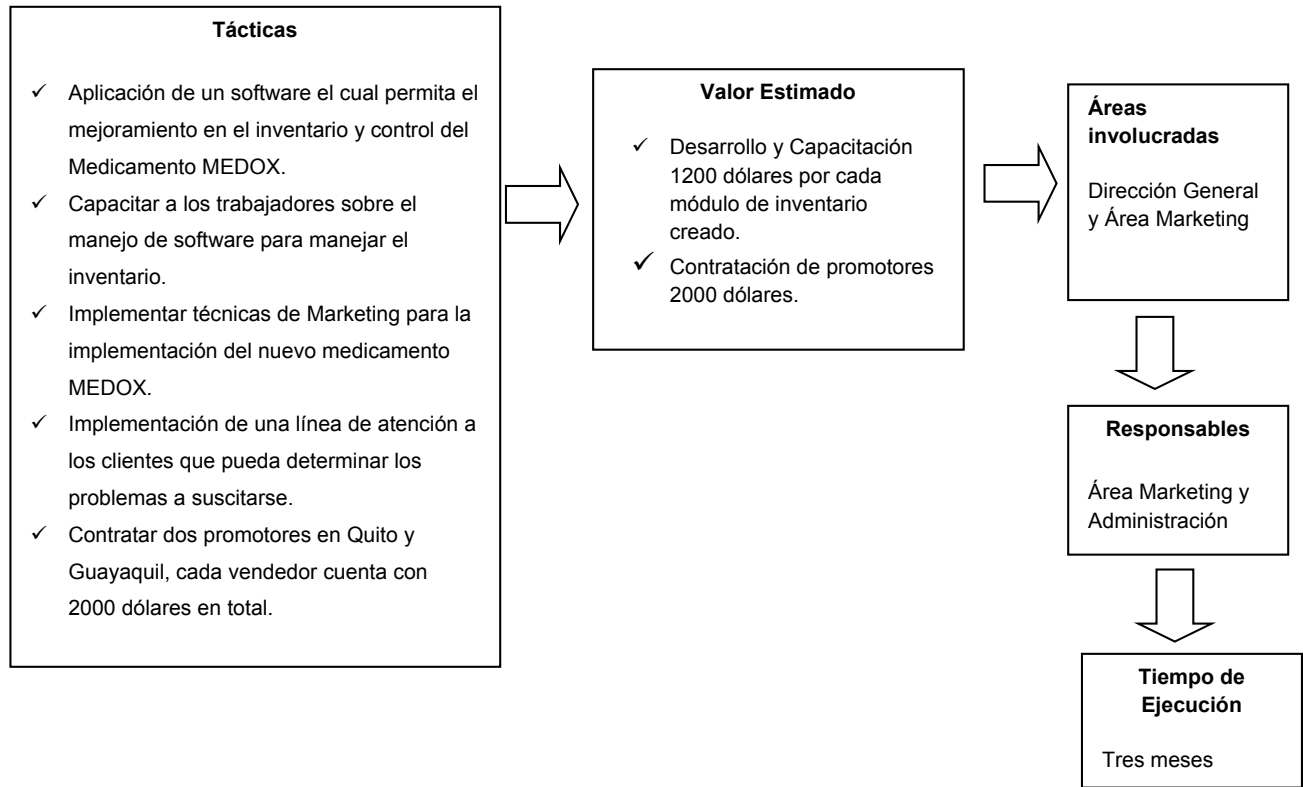 Tácticas
✓ Aplicación de un software el cual permita el
mejoramiento en el inventario y control del
Medicamento MEDOX.
✓ Capacitar a los trabajadores sobre el
manejo de software para manejar el
inventario.
✓ Implementar técnicas de Marketing para la
implementación del nuevo medicamento
MEDOX.
✓ Implementación de una línea de atención a
los clientes que pueda determinar los
problemas a suscitarse.
✓ Contratar dos promotores en Quito y
Guayaquil, cada vendedor cuenta con
2000 dólares en total.
Valor Estimado
✓ Desarrollo y Capacitación
1200 dólares por cada
módulo de inventario
creado.
✓ Contratación de promotores
2000 dólares.
Áreas
involucradas
Dirección General
y Área Marketing
Responsables
Área Marketing y
Administración
Tiempo de
Ejecución
Tres meses